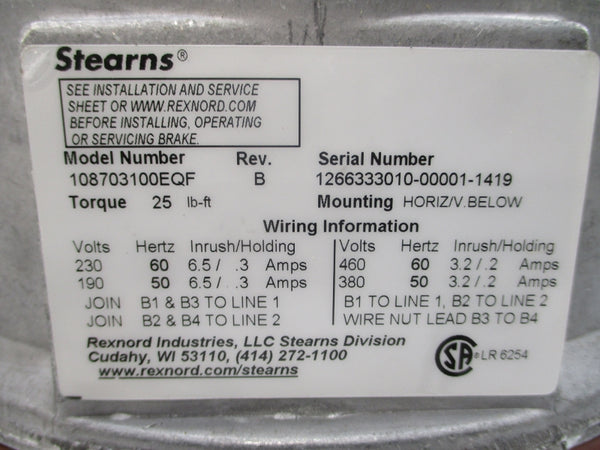 Stearns®
SEE INSTALLATION AND SERVICE
SHEET OR WWW.REXNORD.COM
BEFORE INSTALLING, OPERATING
OR SERVICING BRAKE.
Model Number Rev. Serial Number
108703100EQF B 1266333010-00001-1419
Torque 25 lb-ft Mounting HORIZ/V.BELOW
Wiring Information
Volts Hertz Inrush/Holding Volts Hertz Inrush/Holding
230 60 6.5 / .3 Amps 460 60 3.2 / .2 Amps
190 50 6.5 / .3 Amps 380 50 3.2 / .2 Amps
JOIN B1 & B3 TO LINE 1 B1 TO LINE 1, B2 TO LINE 2
JOIN B2 & B4 TO LINE 2 WIRE NUT LEAD B3 TO B4
Rexnord Industries, LLC Stearns Division
Cudahy, WI 53110, (414) 272-1100
www.rexnord.com/stearns
SA ® LR 6254